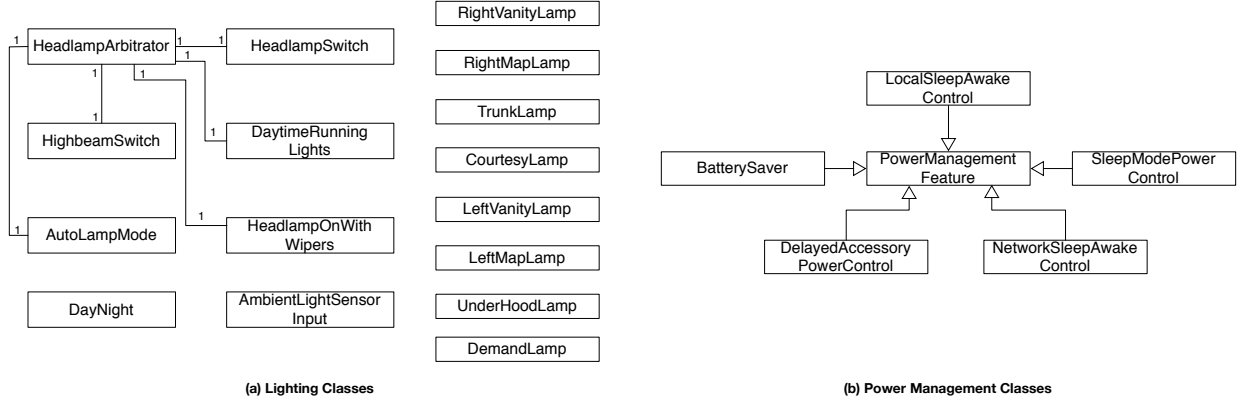 RightVanityLamp
1
HeadlampArbitrator
1
1
HeadlampSwitch
1
1
1
RightMapLamp
LocalSleepAwake
Control
TrunkLamp
1
1
HighbeamSwitch
DaytimeRunning
Lights
CourtesyLamp
BatterySaver
PowerManagement
Feature
SleepModePower
Control
LeftVanityLamp
1
1
AutoLampMode
HeadlampOnWith
Wipers
LeftMapLamp
DelayedAccessory
PowerControl
NetworkSleepAwake
Control
DayNight
AmbientLightSensor
Input
UnderHoodLamp
DemandLamp
(a) Lighting Classes
(b) Power Management Classes